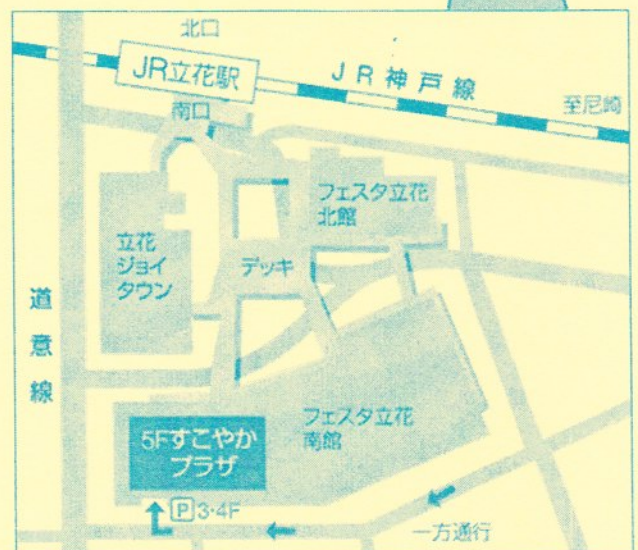 北口
JR立花駅
JR神戸線
南口
至尼崎
フェスタ立花
北館
立花
ジョイ
タウン
デッキ
道意線
フェスタ立花
南館
5Fすこやか
プラザ
P 3・4F
一方通行